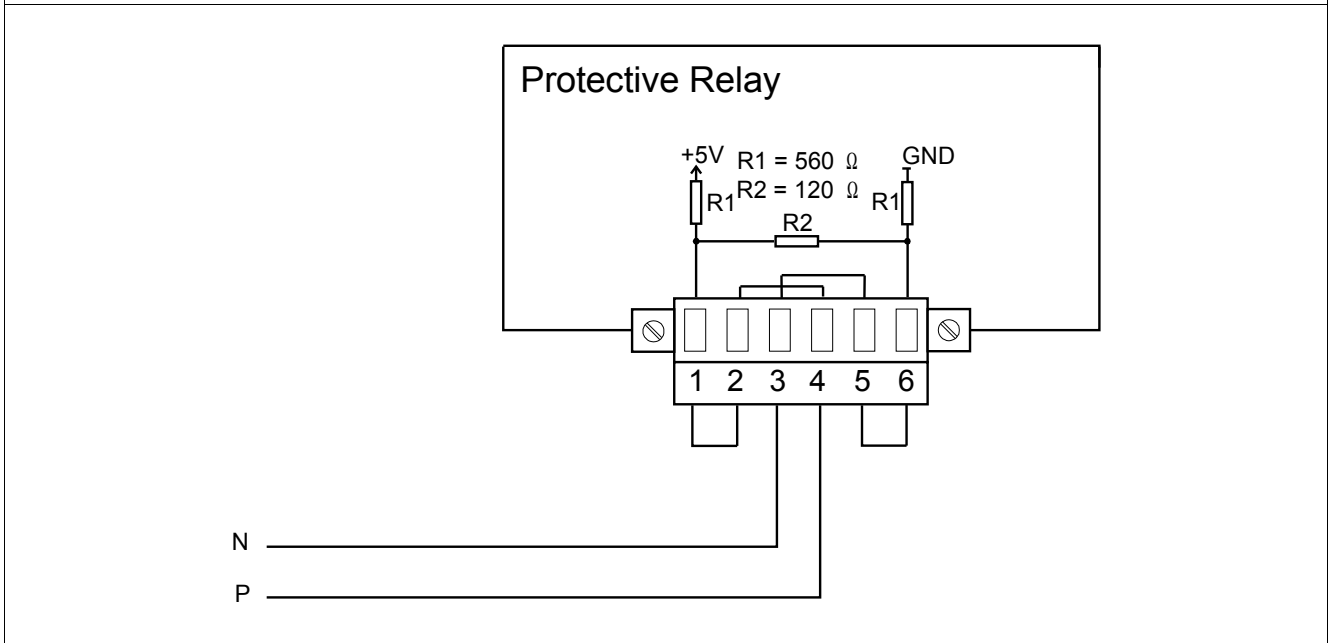 Protective Relay
+5V R1 = 560 Ω GND
R1 R2 = 120 Ω R1
R2
1 2 3 4 5 6
N
P